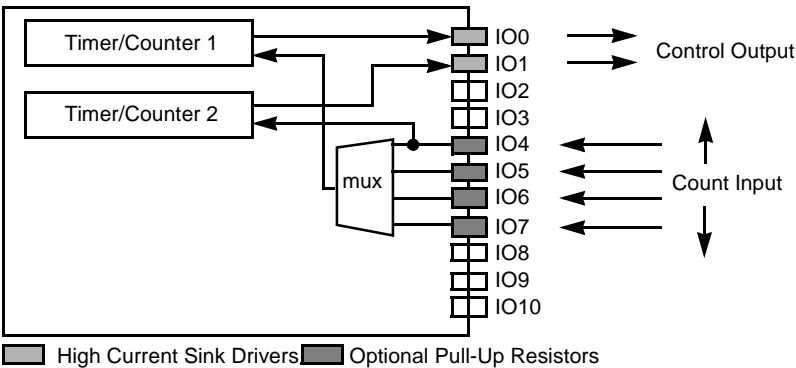 Timer/Counter 1
Timer/Counter 2
mux
IO0
IO1
IO2
IO3
IO4
IO5
IO6
IO7
IO8
IO9
IO10
Control Output
Count Input
High Current Sink Drivers
Optional Pull-Up Resistors